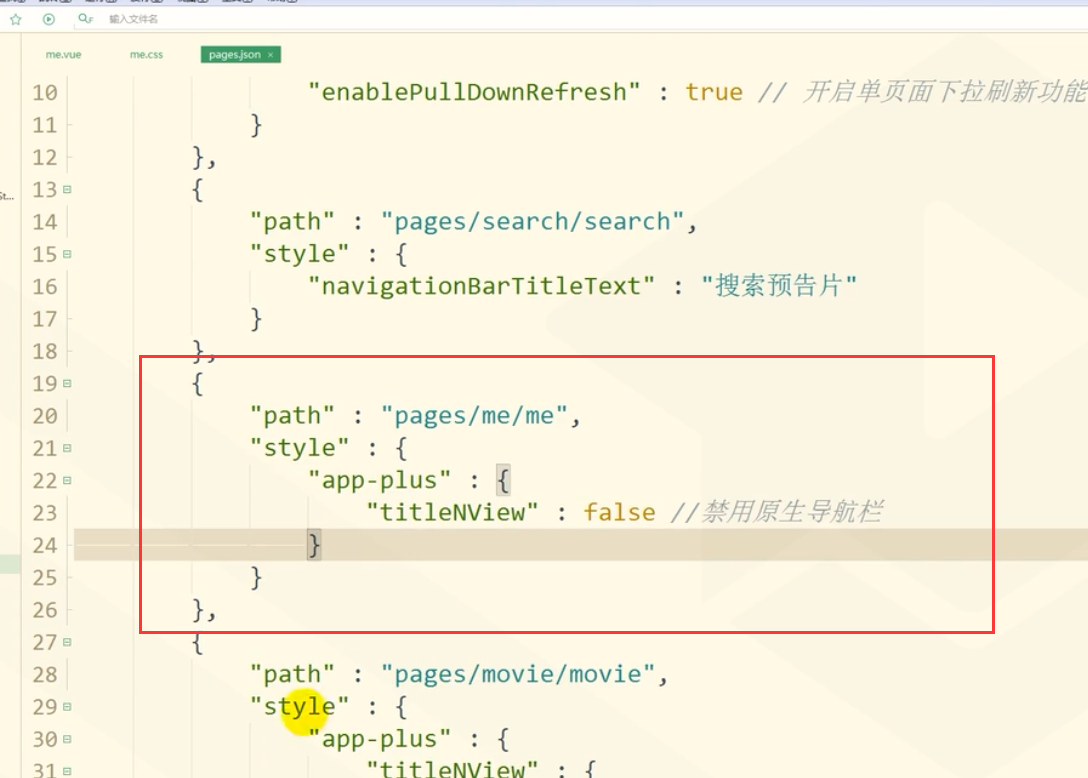 输入文件名
me.vue me.css pages.json ×
St...
10 "enablePullDownRefresh" : true // 开启单页面下拉刷新功能
11 }
12 },
13 {
14 "path" : "pages/search/search",
15 "style" : {
16 "navigationBarTitleText" : "搜索预告片"
17 }
18 },
19 {
20 "path" : "pages/me/me",
21 "style" : {
22 "app-plus" : {
23 "titleNView" : false //禁用原生导航栏
24 }
25 }
26 },
27 {
28 "path" : "pages/movie/movie",
29 "style" : {
30 "app-plus" : {
31 "titleNView" : {